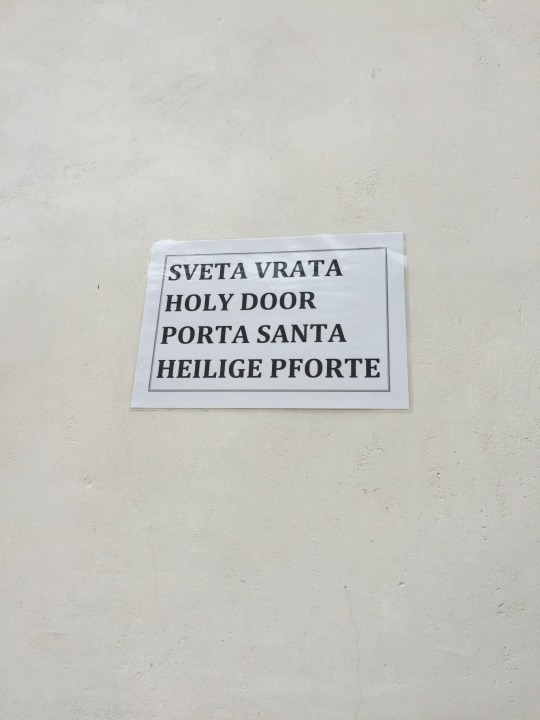 SVETA VRATA
HOLY DOOR
PORTA SANTA
HEILIGE PFORTE